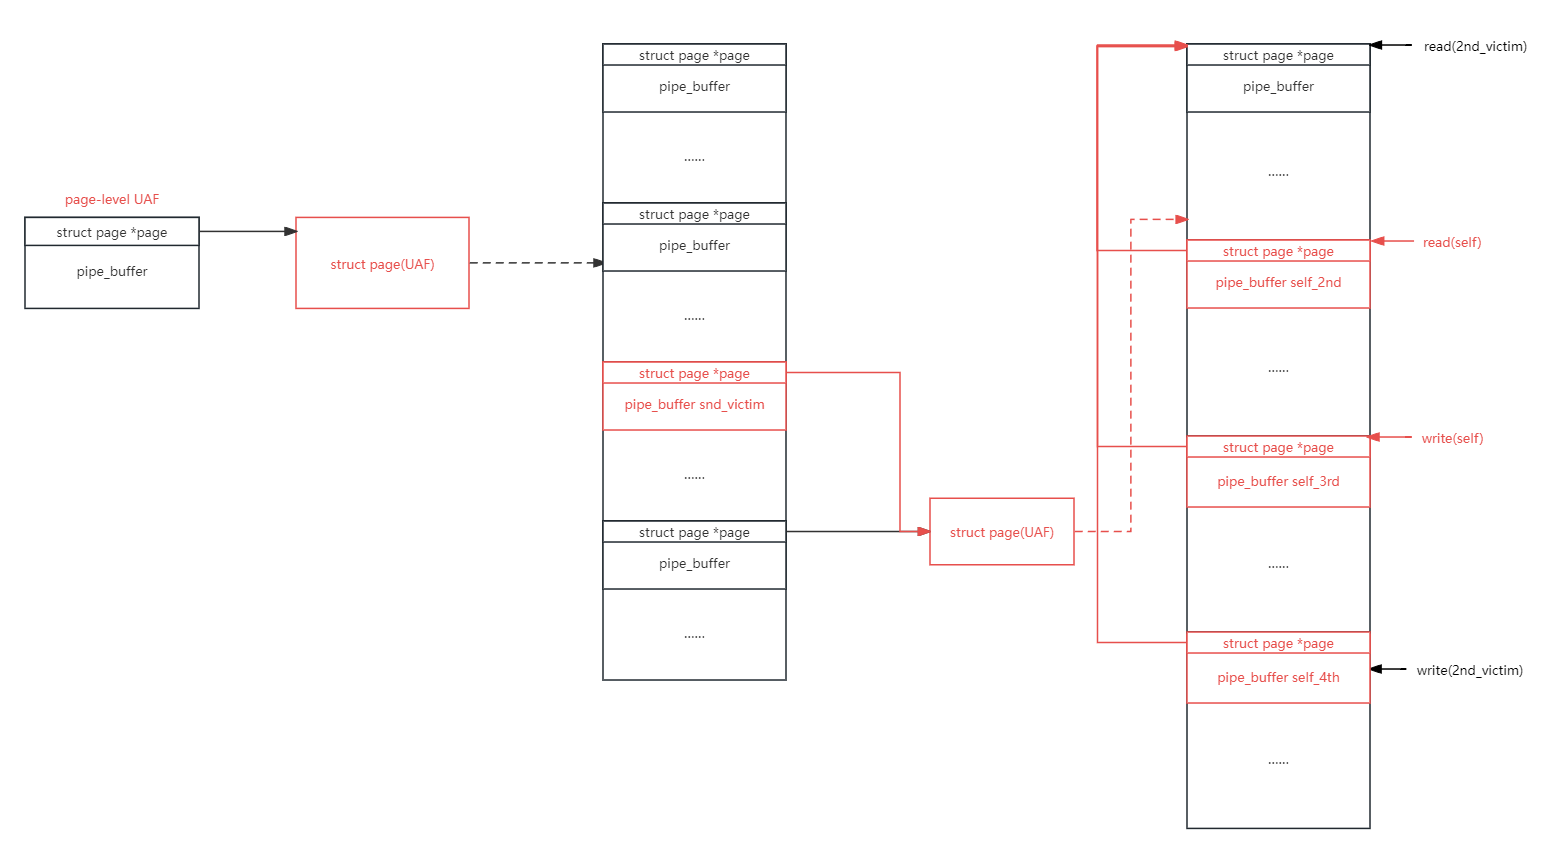 page-level UAF
struct page *page
pipe_buffer
struct page(UAF)
struct page *page
pipe_buffer
......
struct page *page
pipe_buffer
......
struct page *page
pipe_buffer snd_victim
......
struct page *page
pipe_buffer
......
struct page(UAF)
struct page *page
pipe_buffer
......
struct page *page
pipe_buffer self_2nd
......
struct page *page
pipe_buffer self_3rd
......
struct page *page
pipe_buffer self_4th
......
read(2nd_victim)
read(self)
write(self)
write(2nd_victim)